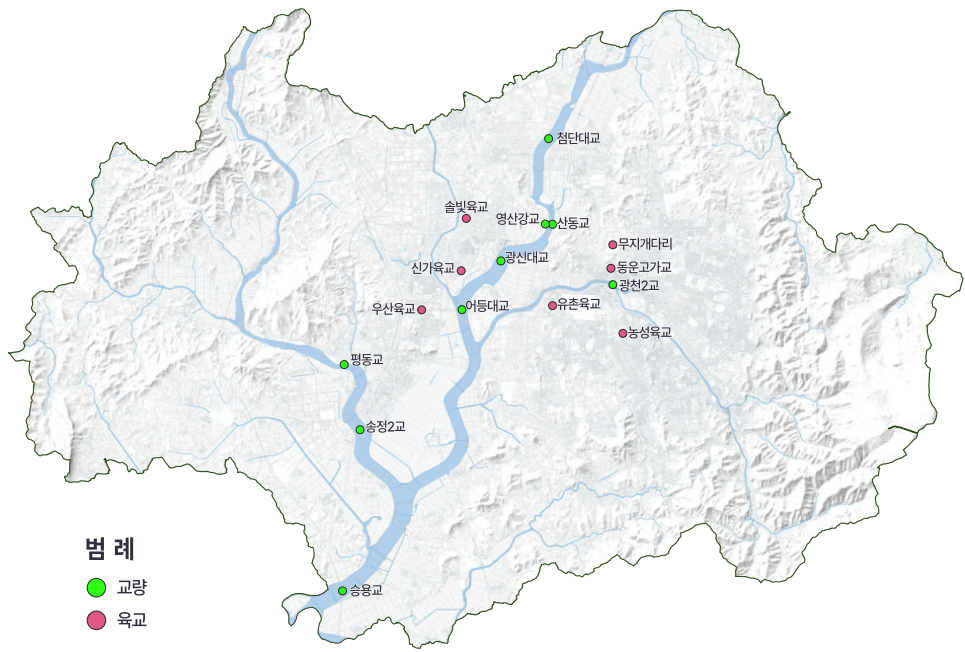 첨단대교
솔빛육교
영산강교
산동교
무지개다리
광신대교
신가육교
동운고가교
광천2교
우산육교
어등대교
유촌육교
농성육교
평동교
송정2교
승용교
범 례
교량
육교